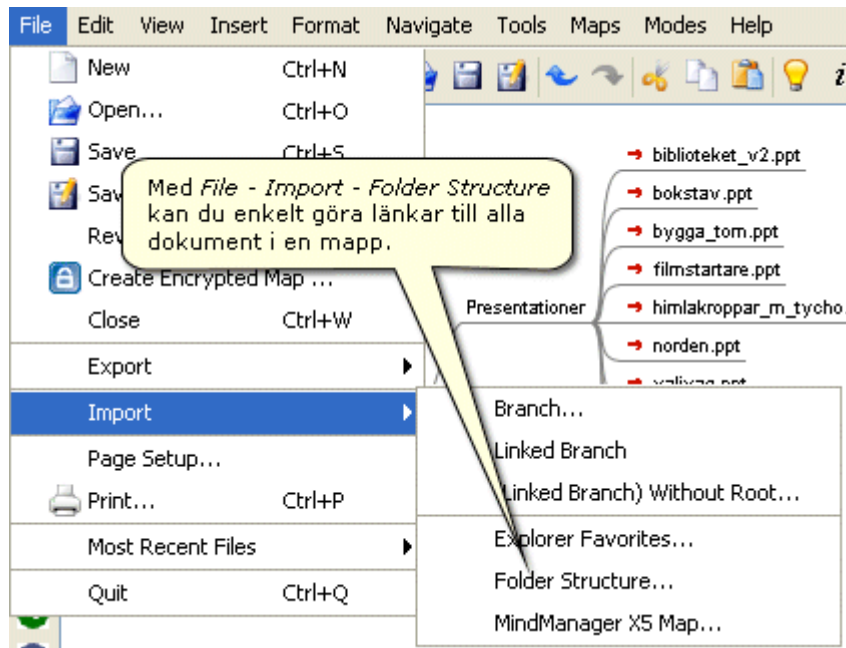 File Edit View Insert Format Navigate Tools Maps Modes Help
New Ctrl+N
Open... Ctrl+O
Save Ctrl+S
Med File - Import - Folder Structure
kan du enkelt göra länkar till alla
dokument i en mapp.
Create Encrypted Map ...
Close Ctrl+W
Export
Import
Page Setup...
Print... Ctrl+P
Most Recent Files
Quit Ctrl+Q
biblioteket_v2.ppt
bokstav.ppt
bygga_torn.ppt
filmstartare.ppt
Presentationer
himlakroppar_m_tycho.
norden.ppt
Branch...
Linked Branch
Linked Branch) Without Root...
Explorer Favorites...
Folder Structure...
MindManager X5 Map...